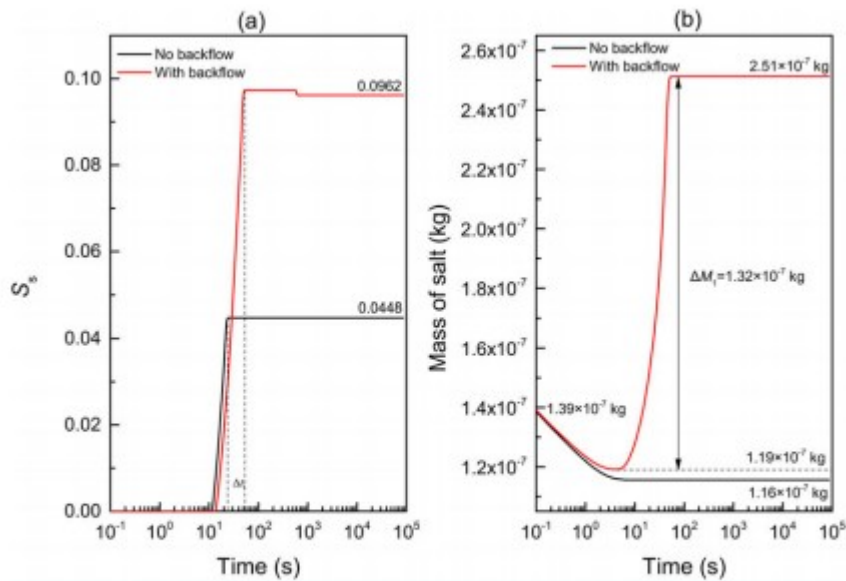 (a)
No backflow
With backflow
0.10
0.08
0.06
0.04
0.02
0.00
0.0962
0.0448
Δt
10⁻¹ 10⁰ 10¹ 10² 10³ 10⁴ 10⁵
Time (s)
Sₛ
(b)
No backflow
With backflow
2.6x10⁻⁷
2.4x10⁻⁷
2.2x10⁻⁷
2.0x10⁻⁷
1.8x10⁻⁷
1.6x10⁻⁷
1.4x10⁻⁷
1.2x10⁻⁷
2.51×10⁻⁷ kg
ΔM₁=1.32×10⁻⁷ kg
1.39×10⁻⁷ kg
1.19×10⁻⁷ kg
1.16×10⁻⁷ kg
10⁻¹ 10⁰ 10¹ 10² 10³ 10⁴ 10⁵
Time (s)
Mass of salt (kg)